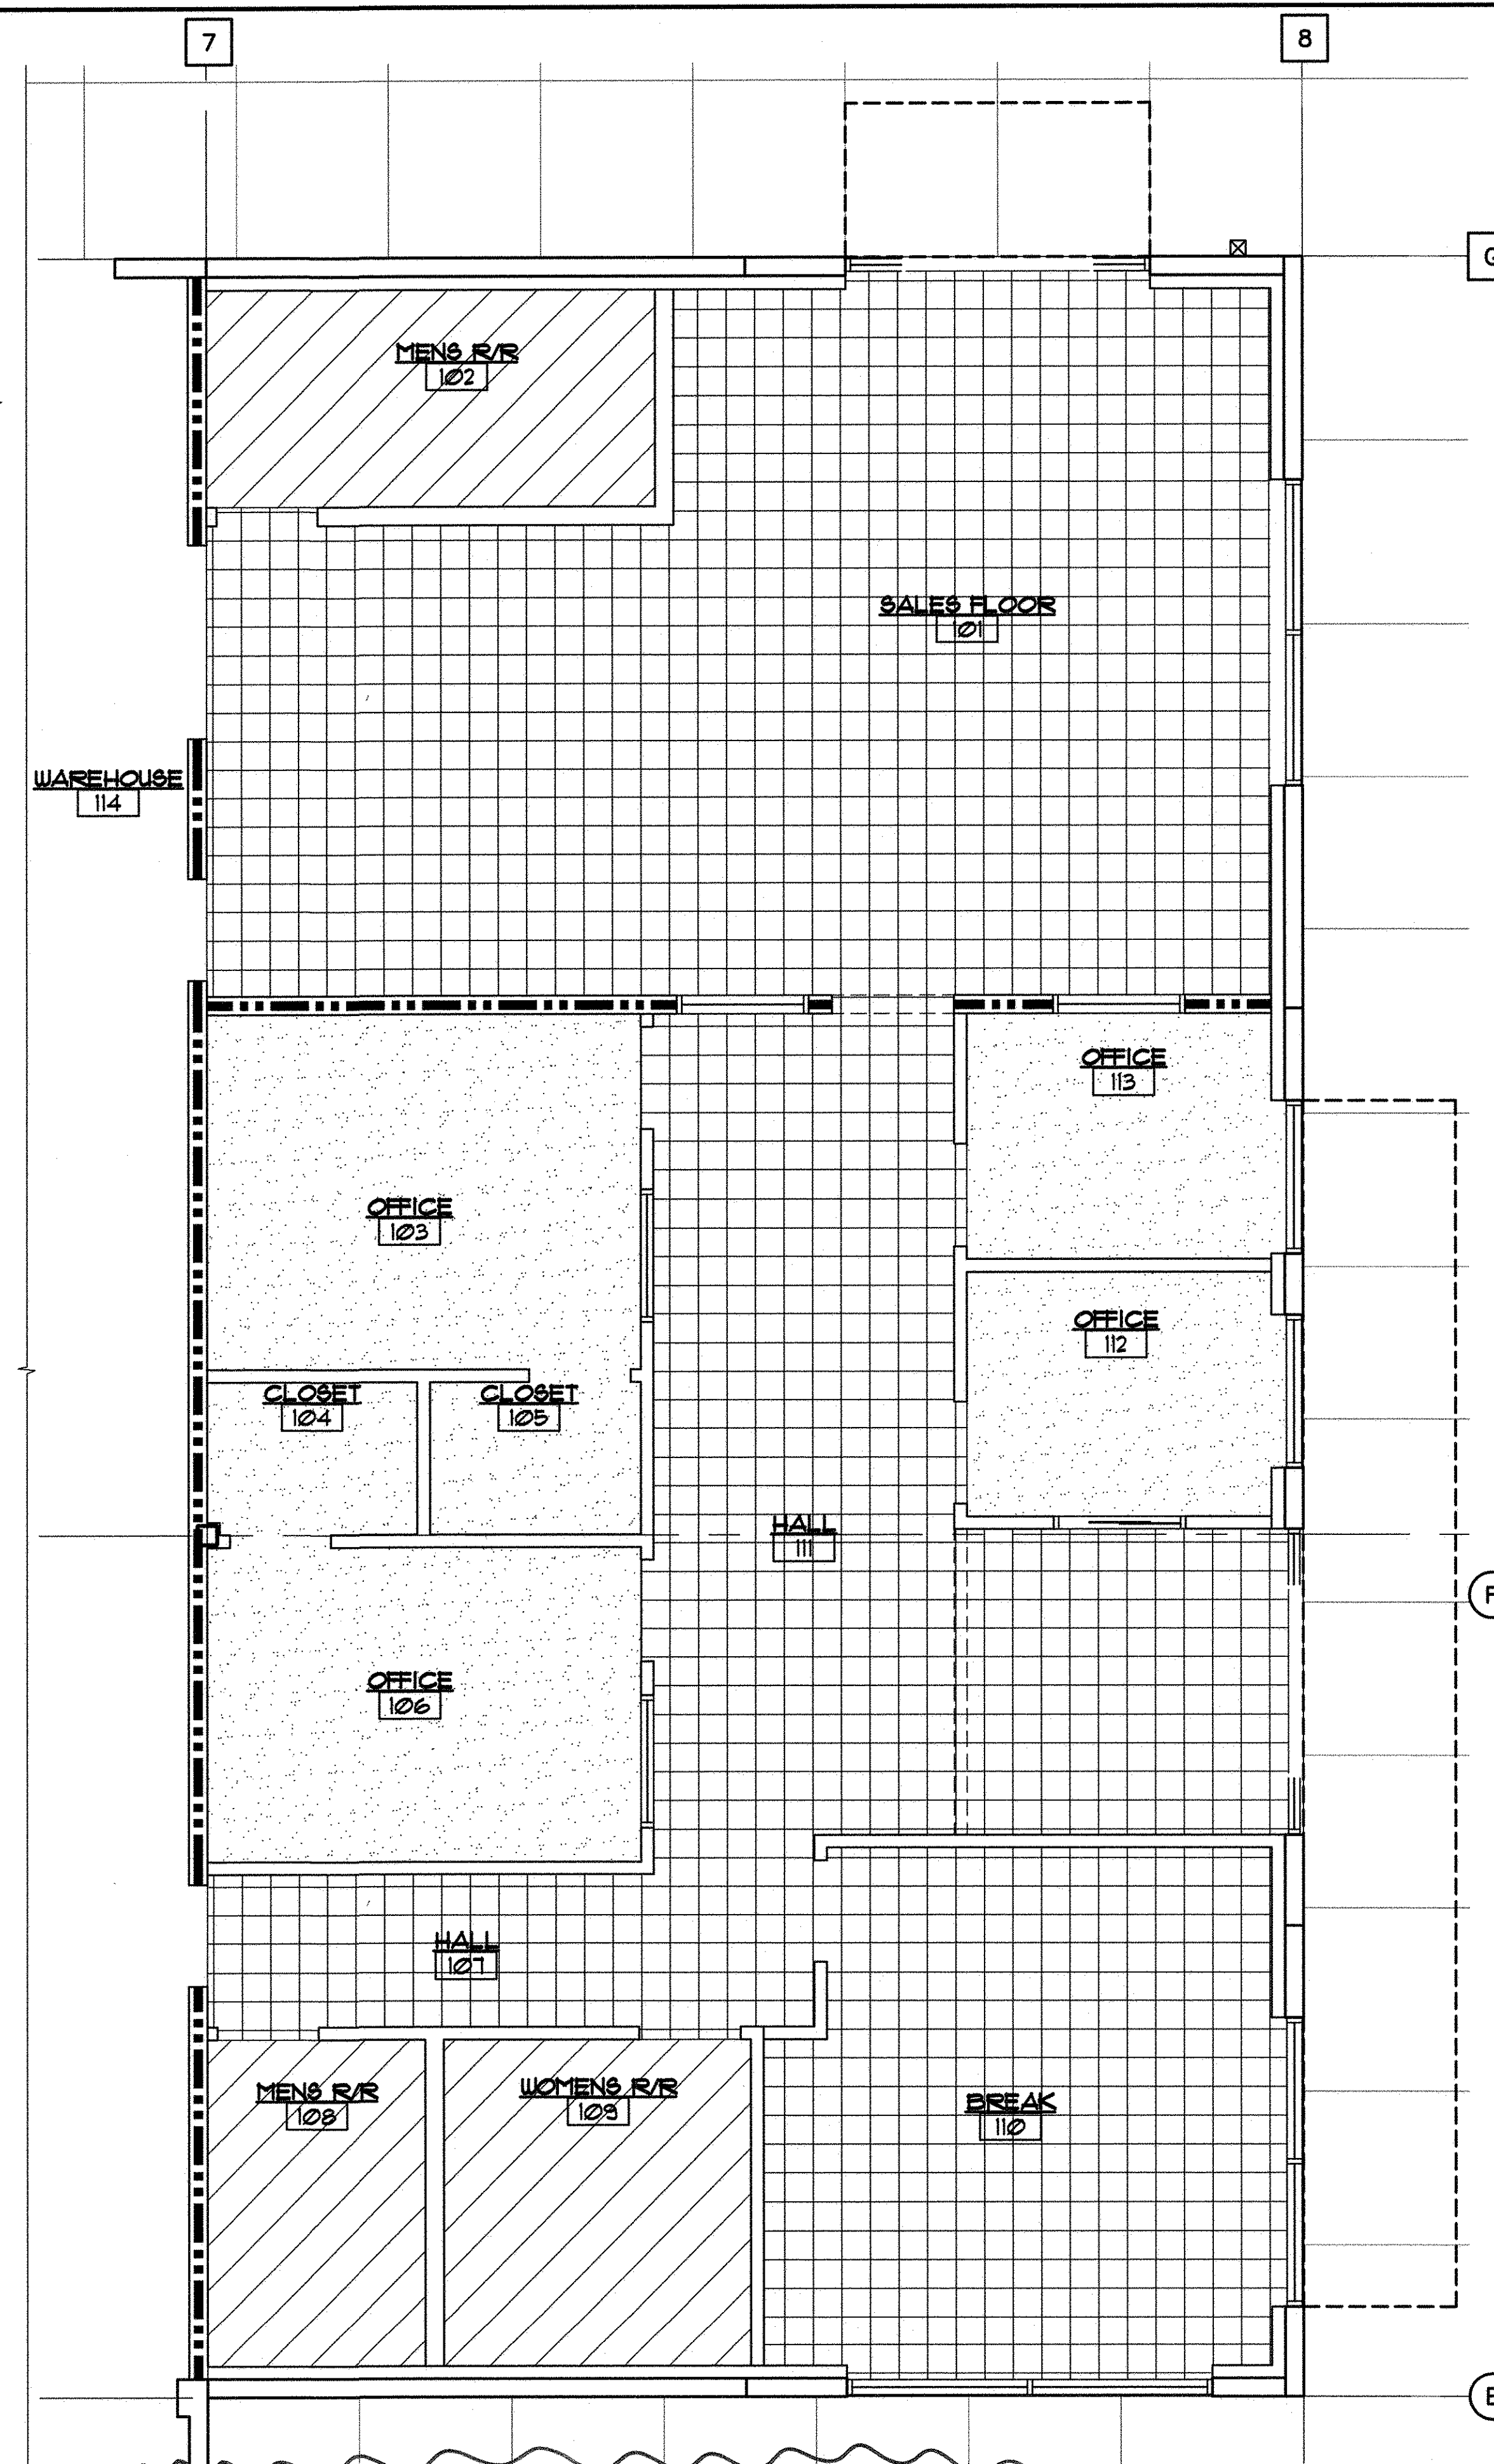 7
8
G
MENS R/R
102
SALES FLOOR
101
WAREHOUSE
114
OFFICE
113
OFFICE
103
OFFICE
112
CLOSET
104
CLOSET
105
HALL
111
F
OFFICE
106
HALL
107
MENS R/R
108
WOMENS R/R
109
BREAK
110
E